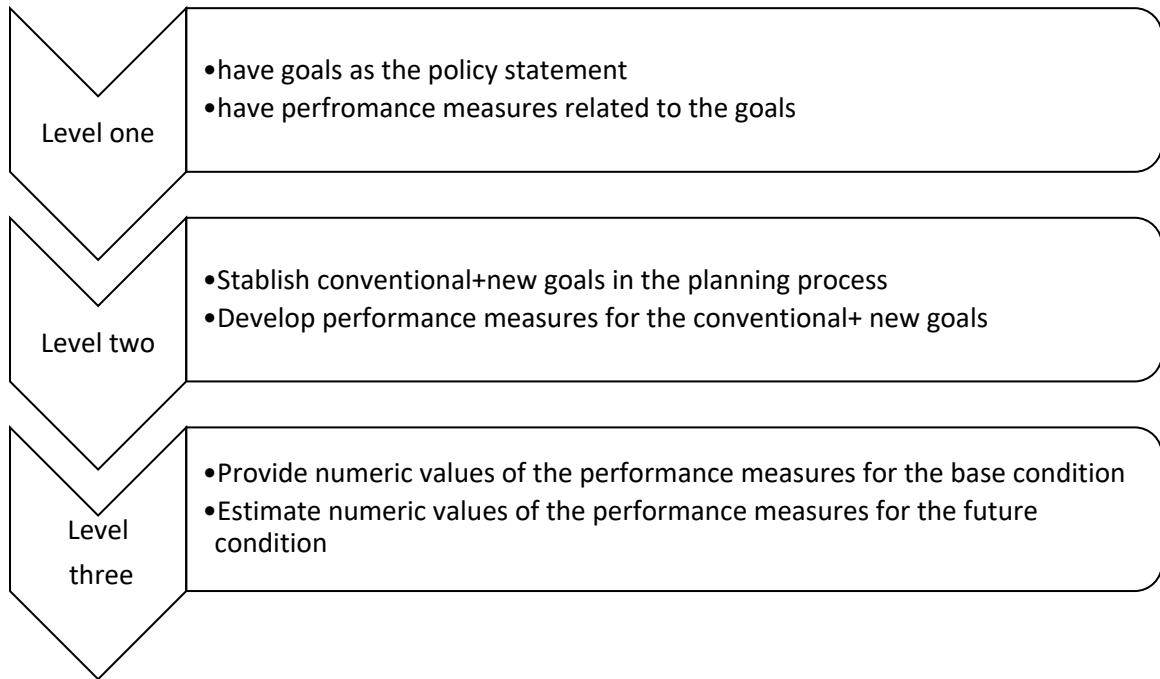 Level one
•have goals as the policy statement
•have perfromance measures related to the goals
Level two
•Stablish conventional+new goals in the planning process
•Develop performance measures for the conventional+ new goals
Level
three
•Provide numeric values of the performance measures for the base condition
•Estimate numeric values of the performance measures for the future
condition